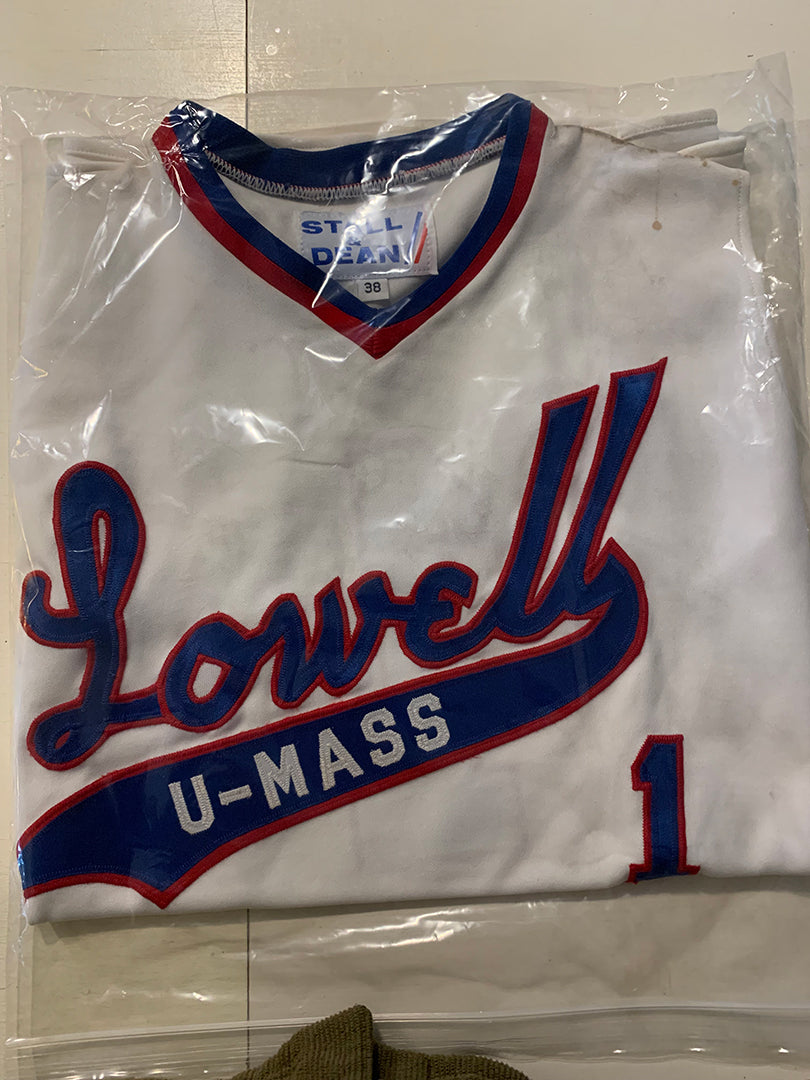 STALL
&
DEAN
38
Lowell
U-MASS
1